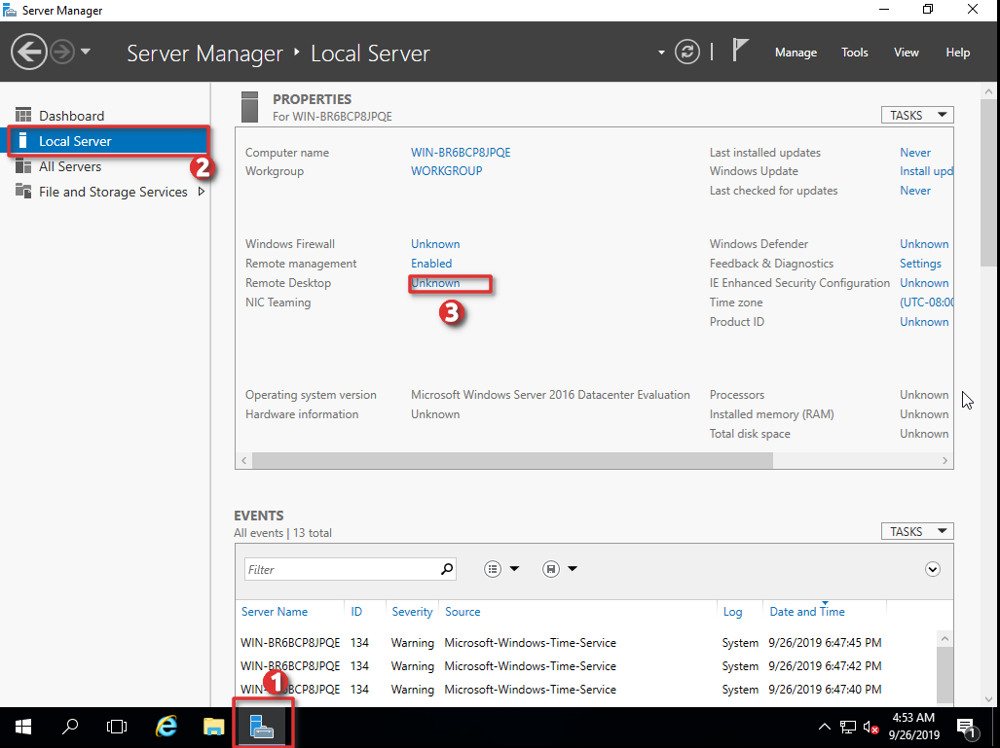 Server Manager
Server Manager ‣ Local Server
Manage Tools View Help
Dashboard
Local Server
2
All Servers
File and Storage Services
PROPERTIES
For WIN-BR6BCP8JPQE
TASKS
Computer name WIN-BR6BCP8JPQE Last installed updates Never
Workgroup WORKGROUP Windows Update Install upd
Last checked for updates Never
Windows Firewall Unknown Windows Defender Unknown
Remote management Enabled Feedback & Diagnostics Settings
Remote Desktop Unknown IE Enhanced Security Configuration Unknown
NIC Teaming Time zone (UTC-08:00
3
Product ID Unknown
Operating system version Microsoft Windows Server 2016 Datacenter Evaluation Processors Unknown
Hardware information Unknown Installed memory (RAM) Unknown
Total disk space Unknown
EVENTS
All events | 13 total
TASKS
Filter
Server Name ID Severity Source Log Date and Time
WIN-BR6BCP8JPQE 134 Warning Microsoft-Windows-Time-Service System 9/26/2019 6:47:45 PM
WIN-BR6BCP8JPQE 134 Warning Microsoft-Windows-Time-Service System 9/26/2019 6:47:42 PM
WIN-BR6BCP8JPQE 134 Warning Microsoft-Windows-Time-Service System 9/26/2019 6:47:40 PM
1
4:53 AM
9/26/2019
1